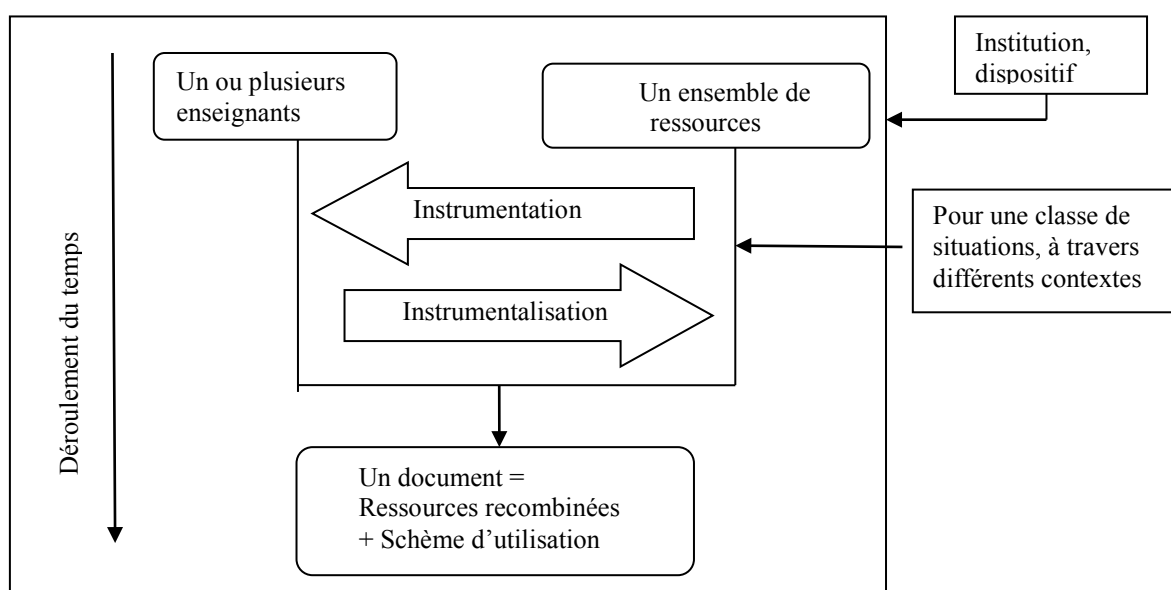 Institution,
dispositif
Un ou plusieurs
enseignants
Un ensemble de
ressources
Instrumentation
Pour une classe de
situations, à travers
différents contextes
Instrumentalisation
Déroulement du temps
Un document =
Ressources recombinées
+ Schème d’utilisation